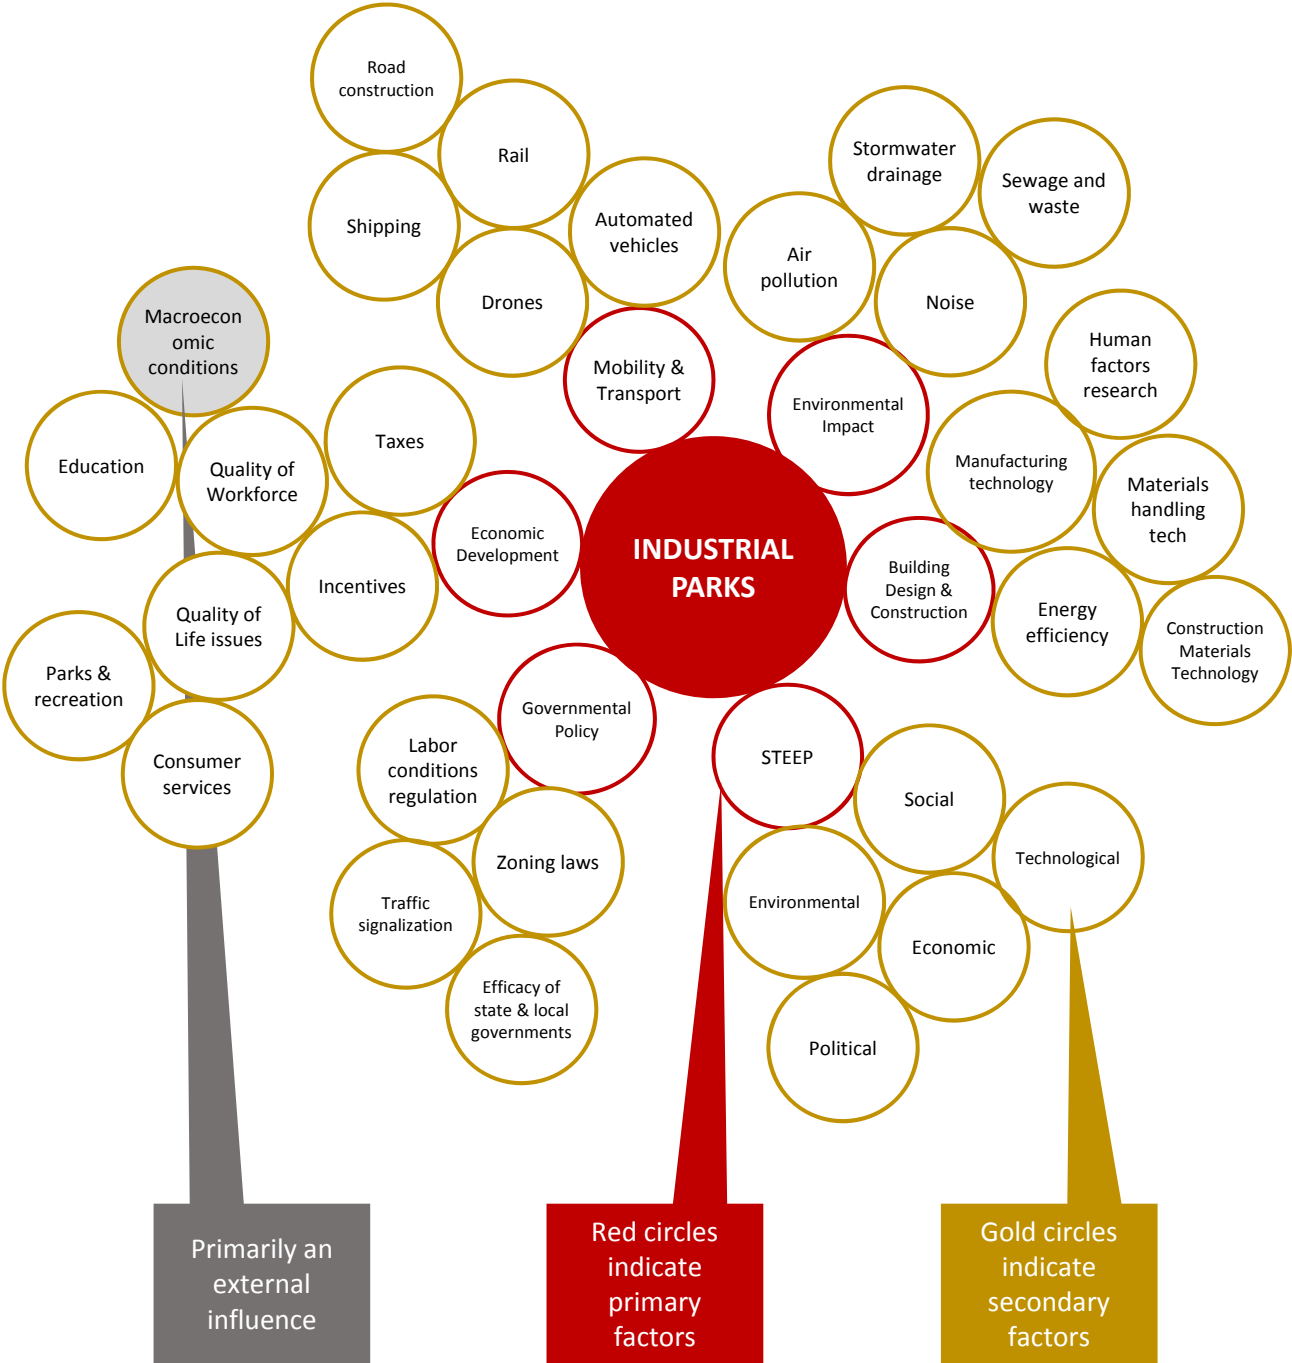 Road
construction
Rail
Shipping
Automated
vehicles
Drones
Mobility &
Transport
Stormwater
drainage
Sewage and
waste
Air
pollution
Noise
Environmental
Impact
Human
factors
research
Manufacturing
technology
Materials
handling
tech
Building
Design &
Construction
Energy
efficiency
Construction
Materials
Technology
Macroecon
omic
conditions
Education
Quality of
Workforce
Taxes
Economic
Development
Incentives
Quality of
Life issues
Parks &
recreation
Consumer
services
INDUSTRIAL
PARKS
Governmental
Policy
Labor
conditions
regulation
Zoning laws
Traffic
signalization
Efficacy of
state & local
governments
STEEP
Social
Technological
Environmental
Economic
Political
Primarily an
external
influence
Red circles
indicate
primary
factors
Gold circles
indicate
secondary
factors